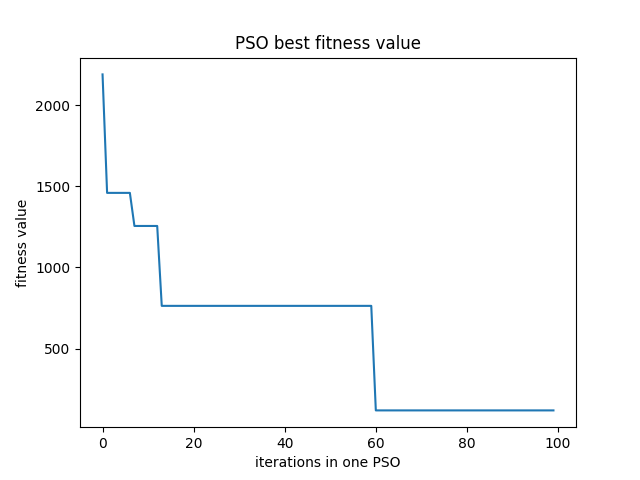 PSO best fitness value
fitness value
2000
1500
1000
500
0 20 40 60 80 100
iterations in one PSO